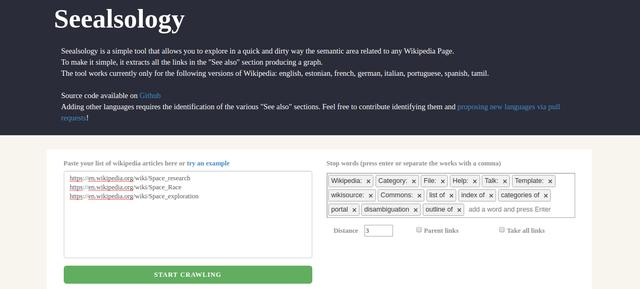 Seealsology
Seealsology is a simple tool that allows you to explore in a quick and dirty way the semantic area related to any Wikipedia Page.
To make it simple, it extracts all the links in the "See also" section producing a graph.
The tool works currently only for the following versions of Wikipedia: english, estonian, french, german, italian, portuguese, spanish, tamil.
Source code available on Github
Adding other languages requires the identification of the various "See also" sections. Feel free to contribute identifying them and proposing new languages via pull
requests!
Paste your list of wikipedia articles here or try an example
https://en.wikipedia.org/wiki/Space_research
https://en.wikipedia.org/wiki/Space_Race
https://en.wikipedia.org/wiki/Space_exploration
START CRAWLING
Stop words (press enter or separate the works with a comma)
Wikipedia: × Category: × File: × Help: × Talk: × Template: ×
wikisource: × Commons: × list of × index of × categories of ×
portal × disambiguation × outline of × add a word and press Enter
Distance 3 Parent links Take all links